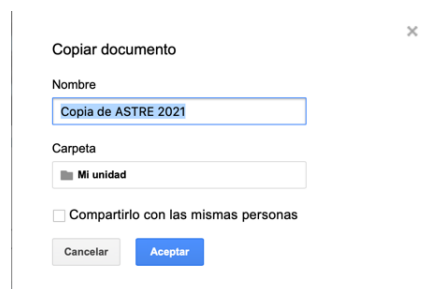 Copiar documento
Nombre
Copia de ASTRE 2021
Carpeta
Mi unidad
Compartirlo con las mismas personas
Cancelar Aceptar